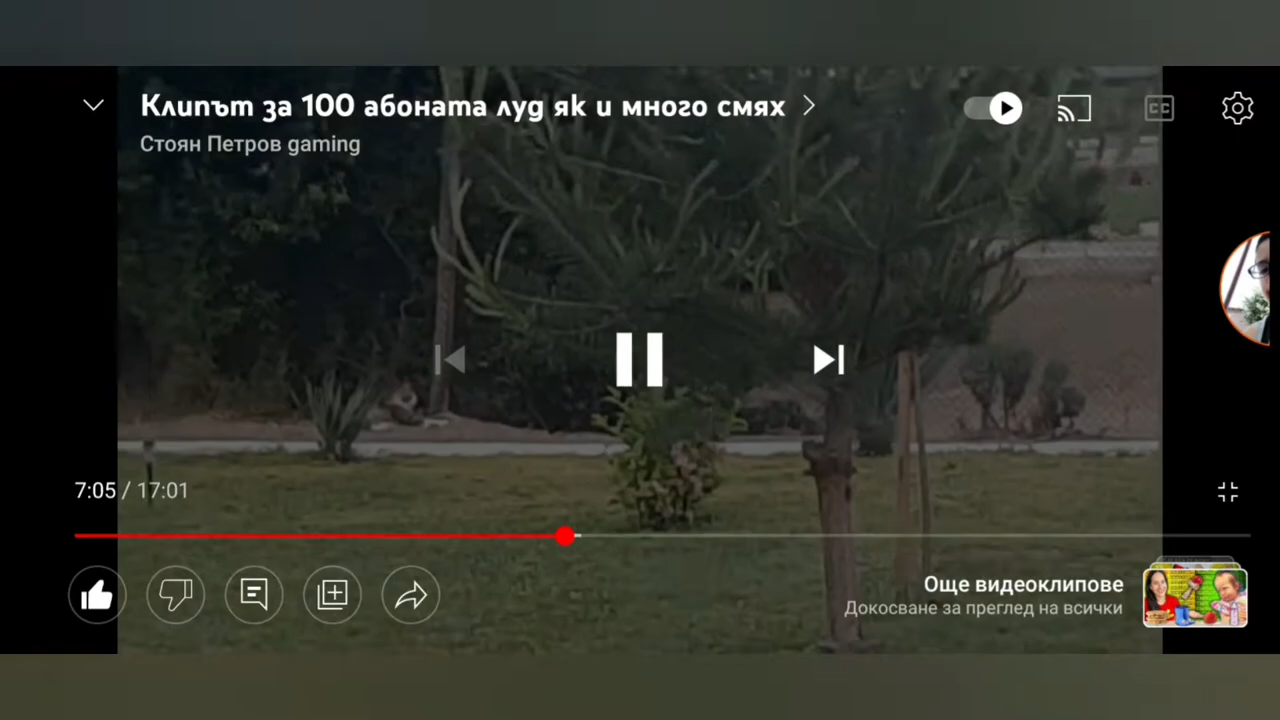 Клипът за 100 абоната луд як и много смях
Стоян Петров gaming
CC
7:05 / 17:01
Още видеоклипове
Докосване за преглед на всички